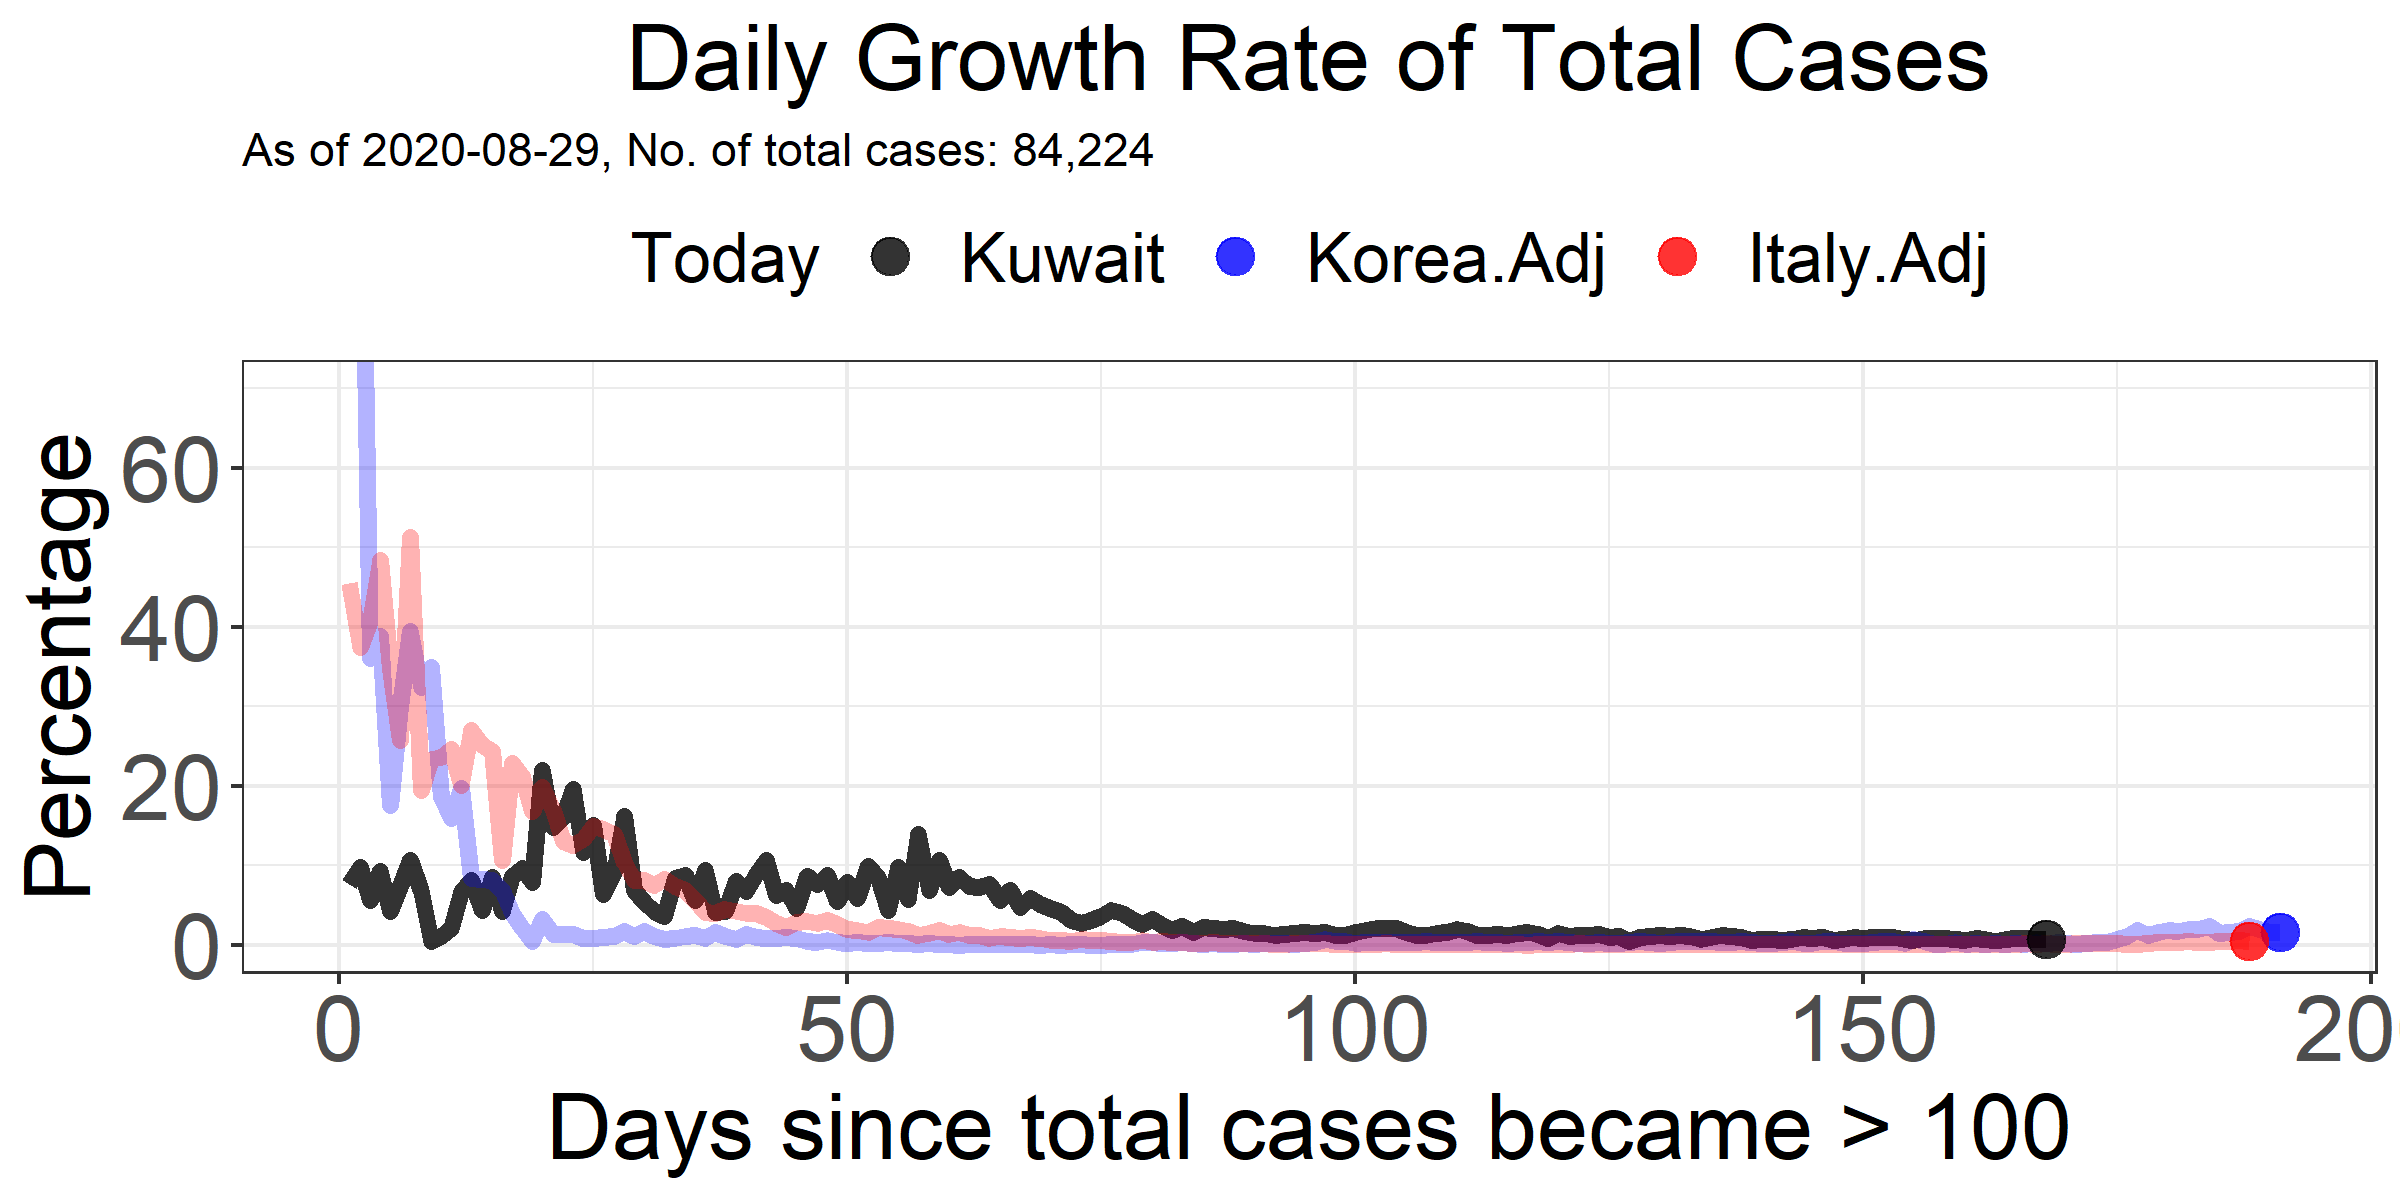 Daily Growth Rate of Total Cases
As of 2020-08-29, No. of total cases: 84,224
Today Kuwait Korea.Adj Italy.Adj
Percentage
60
40
20
0
0 50 100 150 20
Days since total cases became > 100